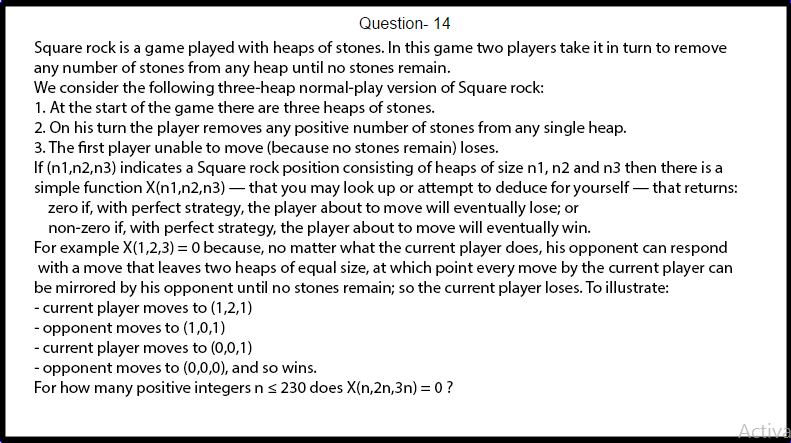 Question- 14
Square rock is a game played with heaps of stones. In this game two players take it in turn to remove
any number of stones from any heap until no stones remain.
We consider the following three-heap normal-play version of Square rock:
1. At the start of the game there are three heaps of stones.
2. On his turn the player removes any positive number of stones from any single heap.
3. The first player unable to move (because no stones remain) loses.
If (n1,n2,n3) indicates a Square rock position consisting of heaps of size n1, n2 and n3 then there is a
simple function X(n1,n2,n3) — that you may look up or attempt to deduce for yourself — that returns:
zero if, with perfect strategy, the player about to move will eventually lose; or
non-zero if, with perfect strategy, the player about to move will eventually win.
For example X(1,2,3) = 0 because, no matter what the current player does, his opponent can respond
with a move that leaves two heaps of equal size, at which point every move by the current player can
be mirrored by his opponent until no stones remain; so the current player loses. To illustrate:
- current player moves to (1,2,1)
- opponent moves to (1,0,1)
- current player moves to (0,0,1)
- opponent moves to (0,0,0), and so wins.
For how many positive integers n ≤ 230 does X(n,2n,3n) = 0 ?
Activa